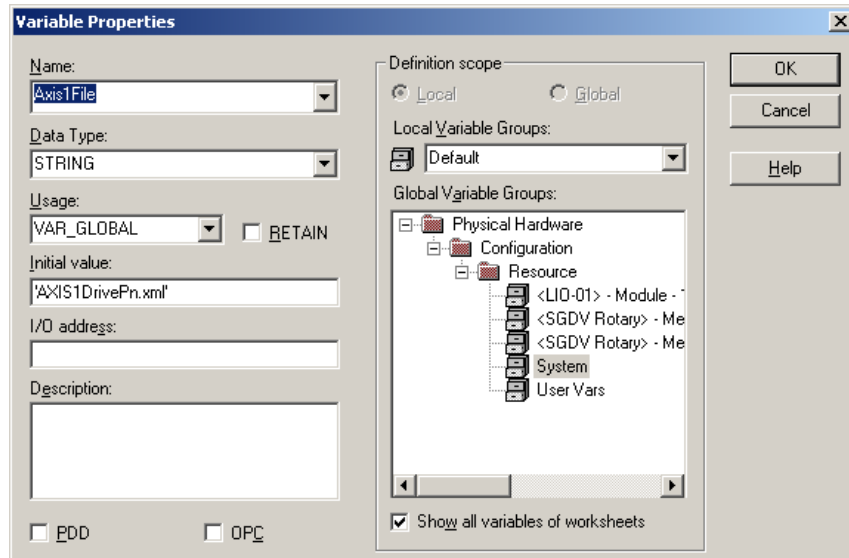 Variable Properties
Name:
Axis1File
Data Type:
STRING
Usage:
VAR_GLOBAL
RETAIN
Initial value:
'AXIS1DrivePn.xml'
I/O address:
Description:
PDD
OPC
Definition scope
Local
Global
Local Variable Groups:
Default
Global Variable Groups:
Physical Hardware
Configuration
Resource
<LIO-01> - Module -
<SGDV Rotary> - Me
<SGDV Rotary> - Me
System
User Vars
Show all variables of worksheets
OK
Cancel
Help